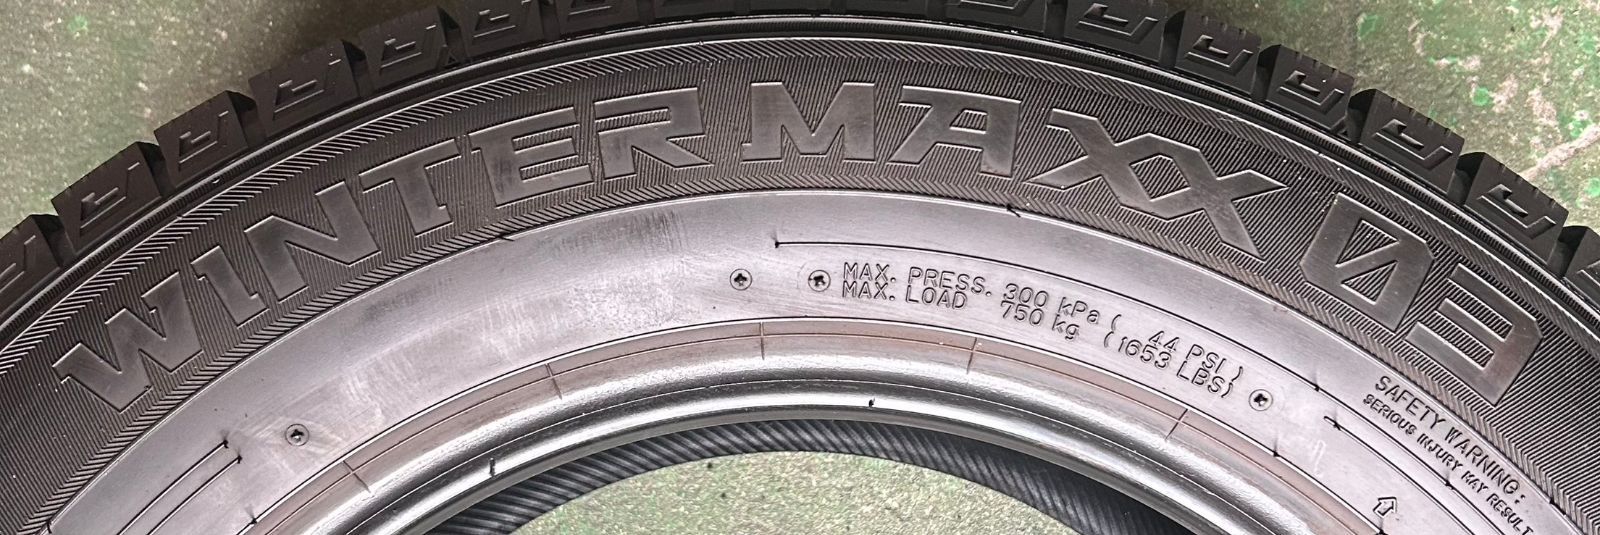 WINTER MAXX 03
MAX. PRESS. 300 kPa (44 PSI)
MAX. LOAD 750 kg (1653 LBS)
SAFETY WARNING:
SERIOUS INJURY MAY RESULT